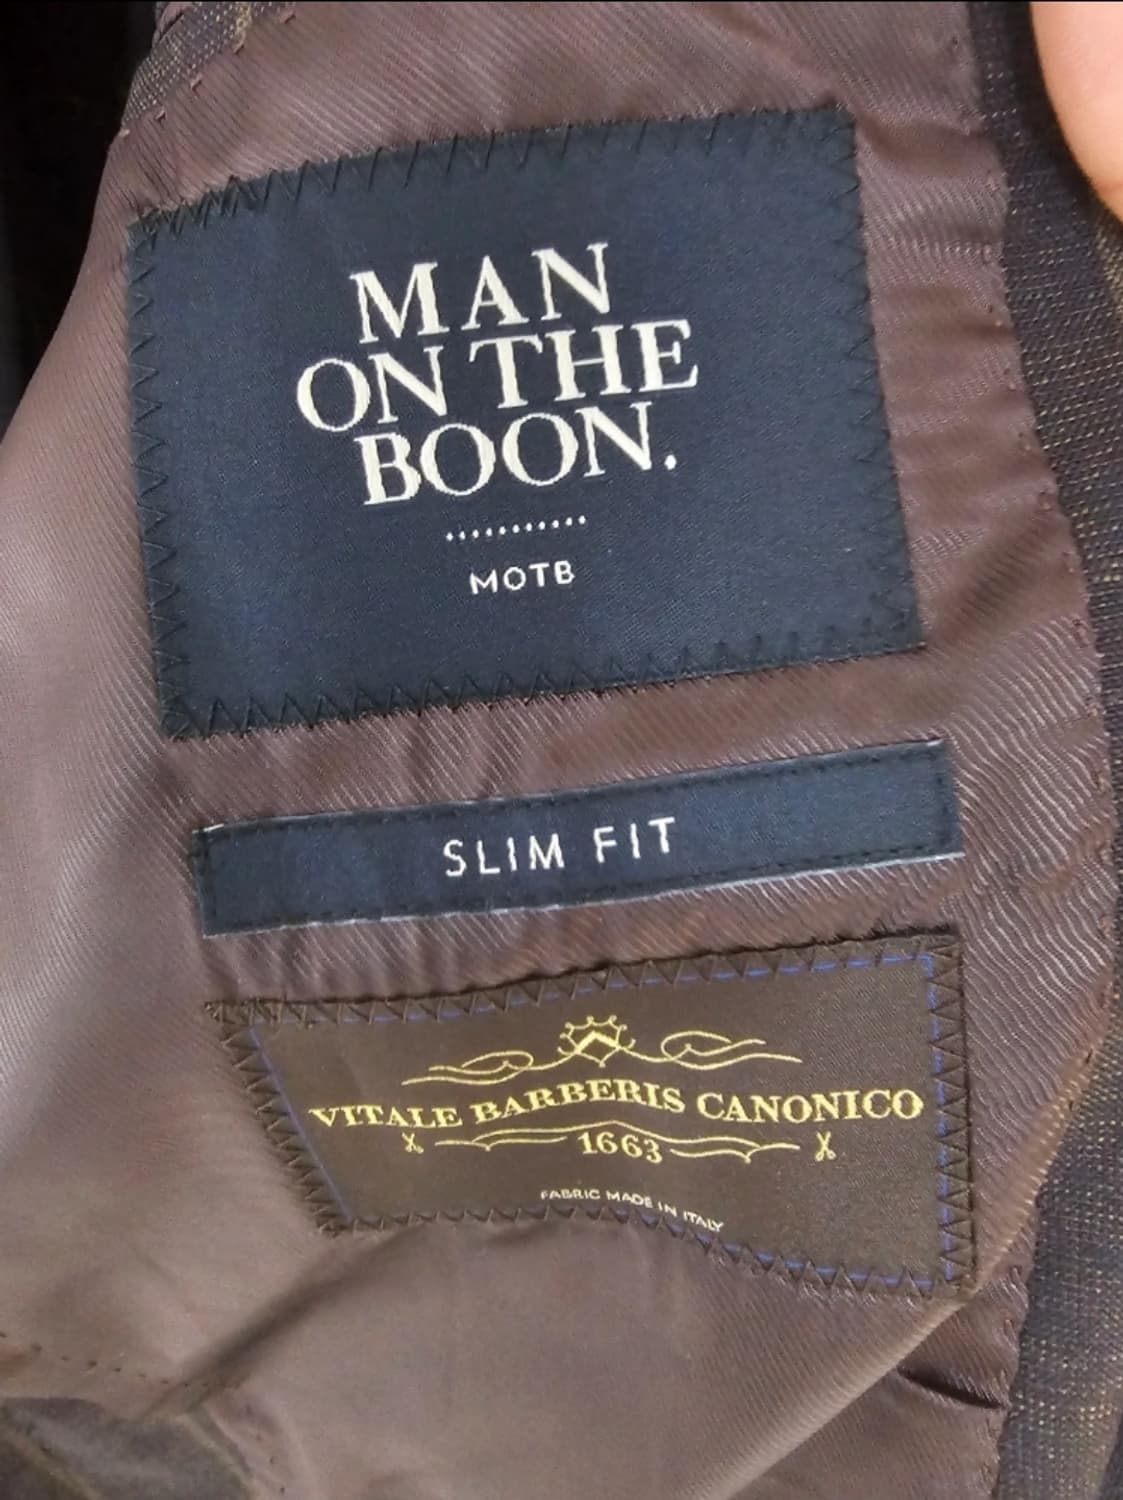 MAN
ON THE
BOON.
MOTB
SLIM FIT
VITALE BARBERIS CANONICO
1663
FABRIC MADE IN ITALY